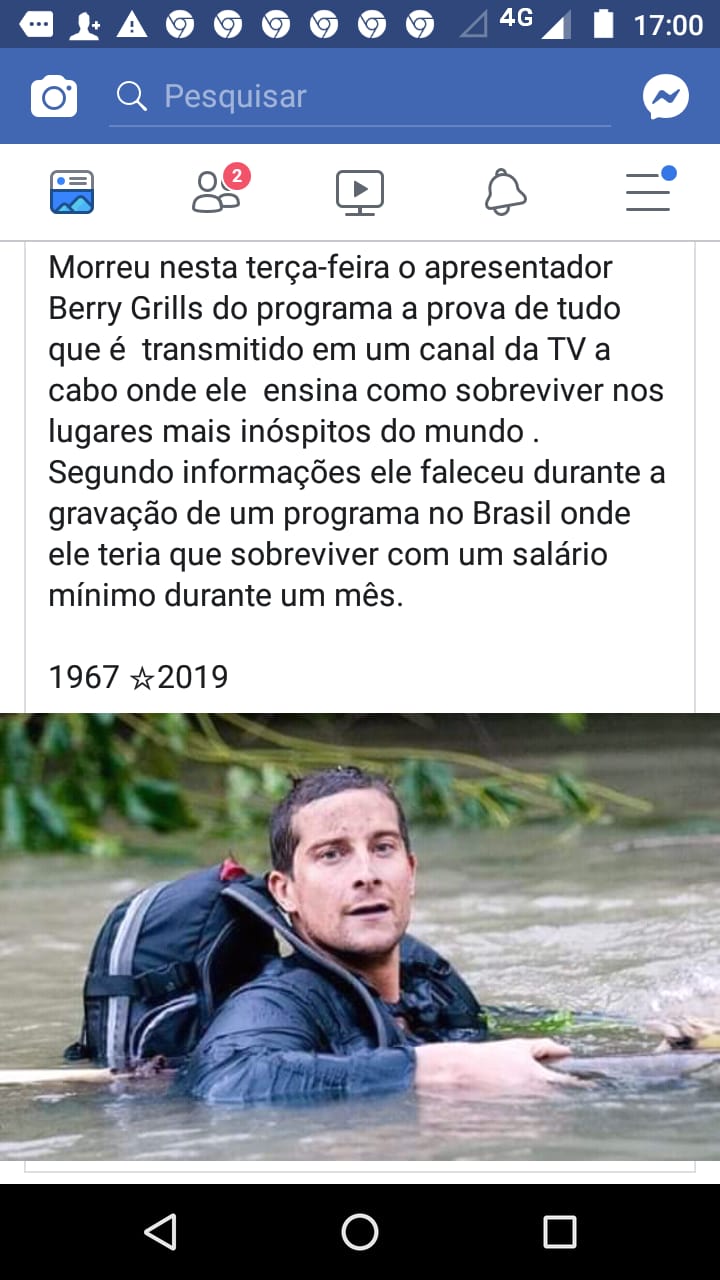 4G 17:00
Pesquisar
2
Morreu nesta terça-feira o apresentador
Berry Grills do programa a prova de tudo
que é  transmitido em um canal da TV a
cabo onde ele  ensina como sobreviver nos
lugares mais inóspitos do mundo .
Segundo informações ele faleceu durante a
gravação de um programa no Brasil onde
ele teria que sobreviver com um salário
mínimo durante um mês.
1967 ☆2019